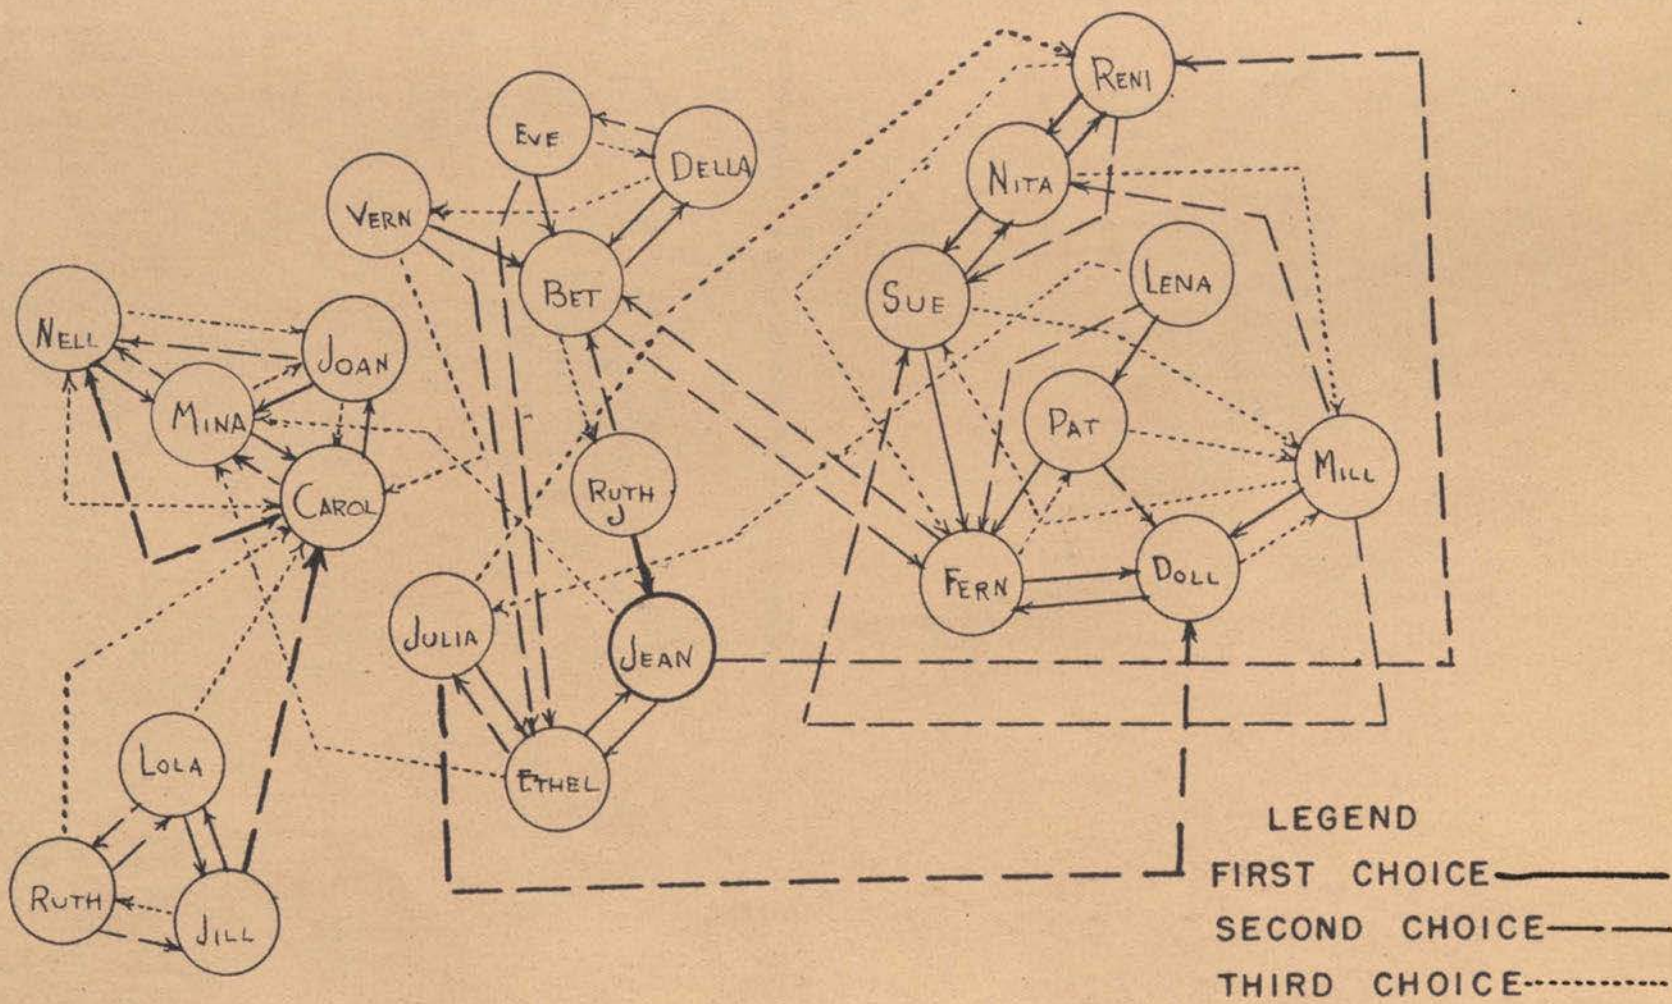 RENI
EVE
DELLA
NITA
VERN
LENA
BET
SUE
NELL
JOAN
MINA
PAT
MILL
CAROL
RUTH
J
FERN
DOLL
JULIA
JEAN
LOLA
ETHEL
RUTH
JILL
LEGEND
FIRST CHOICE
SECOND CHOICE
THIRD CHOICE